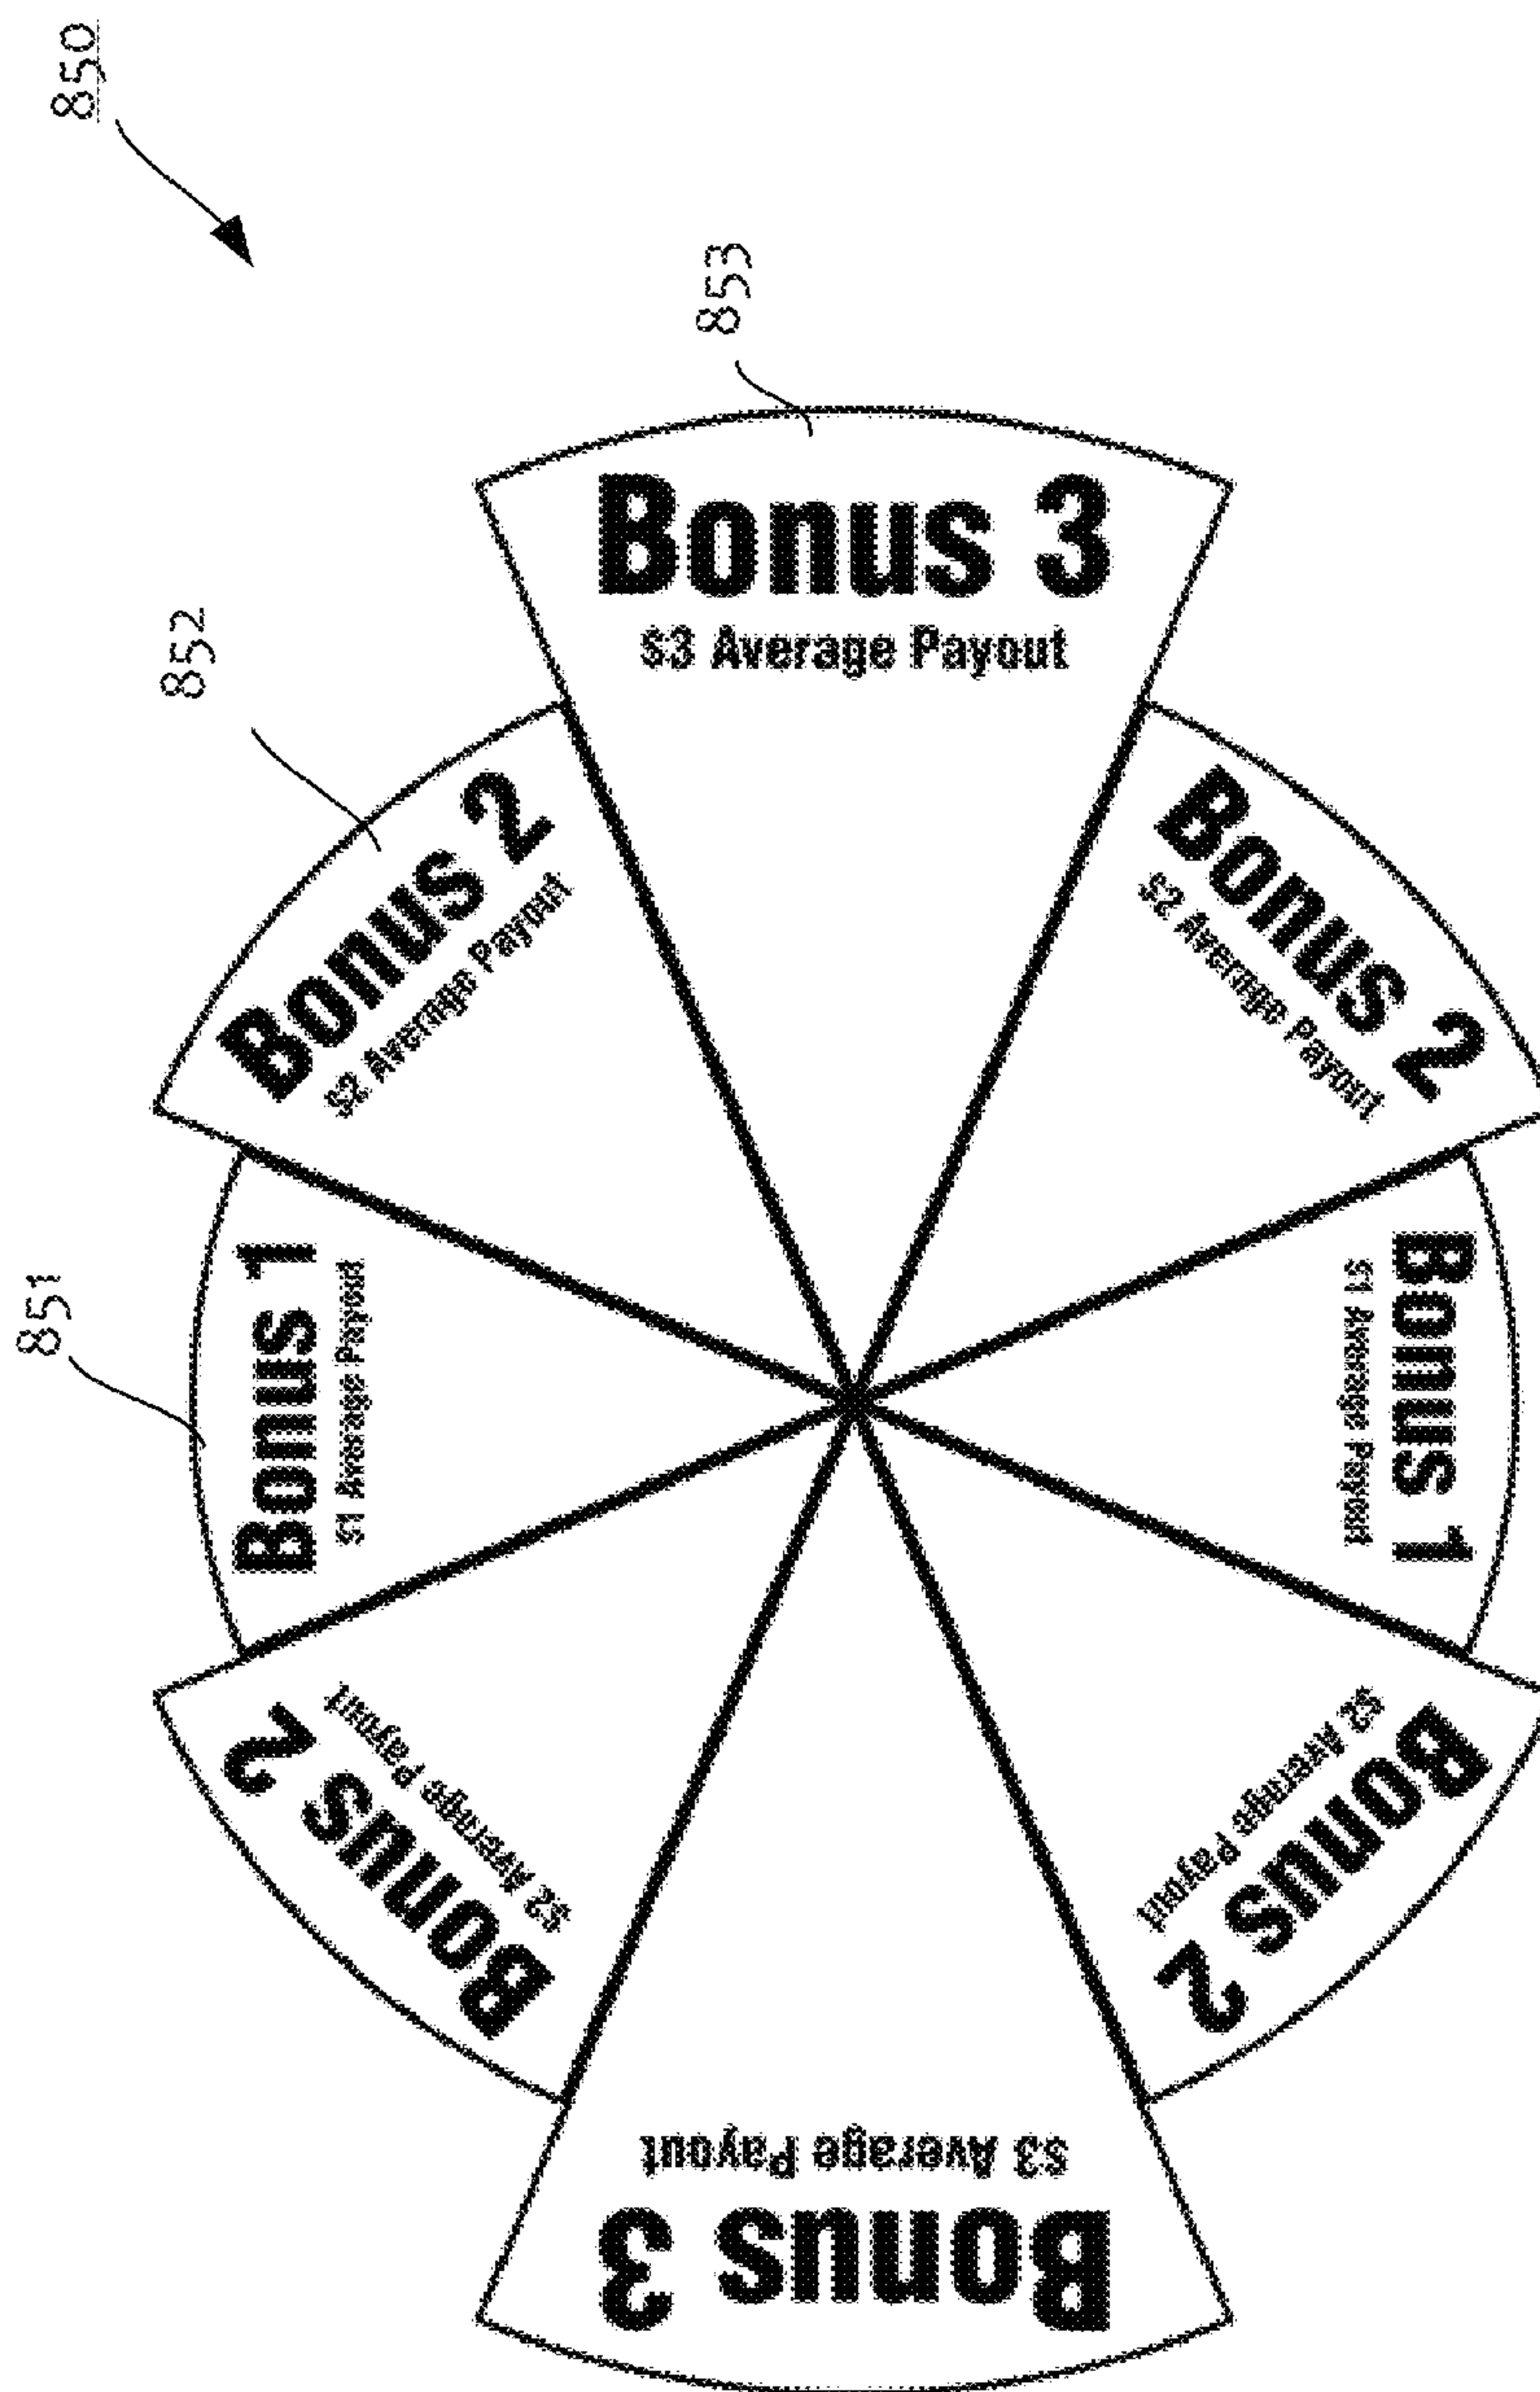 850
853
Bonus 3
$3 Average Payout
852
Bonus 2
$2 Average Payout
Bonus 2
$2 Average Payout
851
Bonus 1
$1 Average Payout
Bonus 1
$1 Average Payout
Bonus 2
$2 Average Payout
Bonus 2
$2 Average Payout
Bonus 3
$3 Average Payout